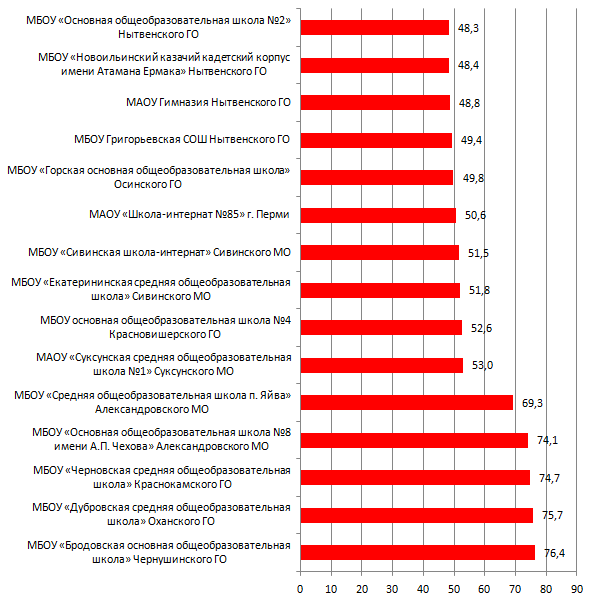 МБОУ «Основная общеобразовательная школа №2»
Нытвенского ГО
48,3
МБОУ «Новоильинский казачий кадетский корпус
имени Атамана Ермака» Нытвенского ГО
48,4
МАОУ Гимназия Нытвенского ГО
48,8
МБОУ Григорьевская СОШ Нытвенского ГО
49,4
МБОУ «Горская основная общеобразовательная школа»
Осинского ГО
49,8
МАОУ «Школа-интернат №85» г. Перми
50,6
МБОУ «Сивинская школа-интернат» Сивинского МО
51,5
МБОУ «Екатерининская средняя общеобразовательная
школа» Сивинского МО
51,8
МБОУ основная общеобразовательная школа №4
Красновишерского ГО
52,6
МАОУ «Суксунская средняя общеобразовательная
школа №1» Суксунского МО
53,0
МБОУ «Средняя общеобразовательная школа п. Яйва»
Александровского МО
69,3
МБОУ «Основная общеобразовательная школа №8
имени А.П. Чехова» Александровского МО
74,1
МБОУ «Черновская средняя общеобразовательная
школа» Краснокамского ГО
74,7
МБОУ «Дубровская средняя общеобразовательная
школа» Оханского ГО
75,7
МБОУ «Бродовская основная общеобразовательная
школа» Чернушинского ГО
76,4
0 10 20 30 40 50 60 70 80 90